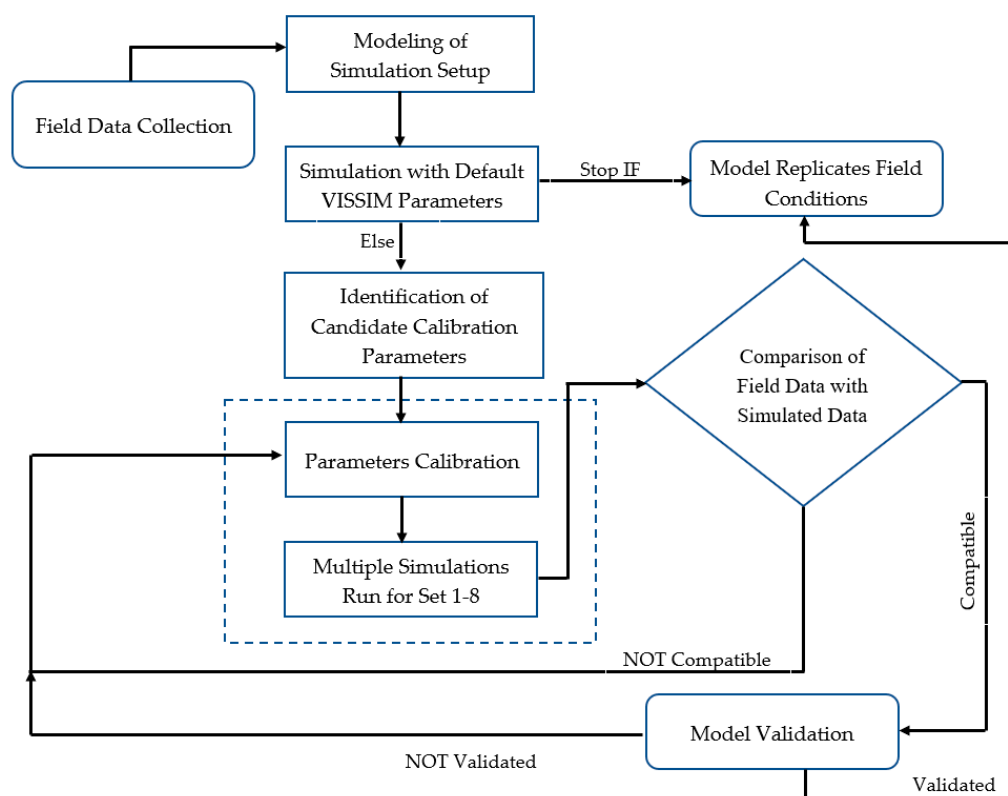 Modeling of
Simulation Setup
Field Data Collection
Simulation with Default
VISSIM Parameters
Stop IF
Model Replicates Field
Conditions
Else
Identification of
Candidate Calibration
Parameters
Comparison of
Field Data with
Simulated Data
Parameters Calibration
Multiple Simulations
Run for Set 1-8
Compatible
NOT Compatible
Model Validation
NOT Validated
Validated